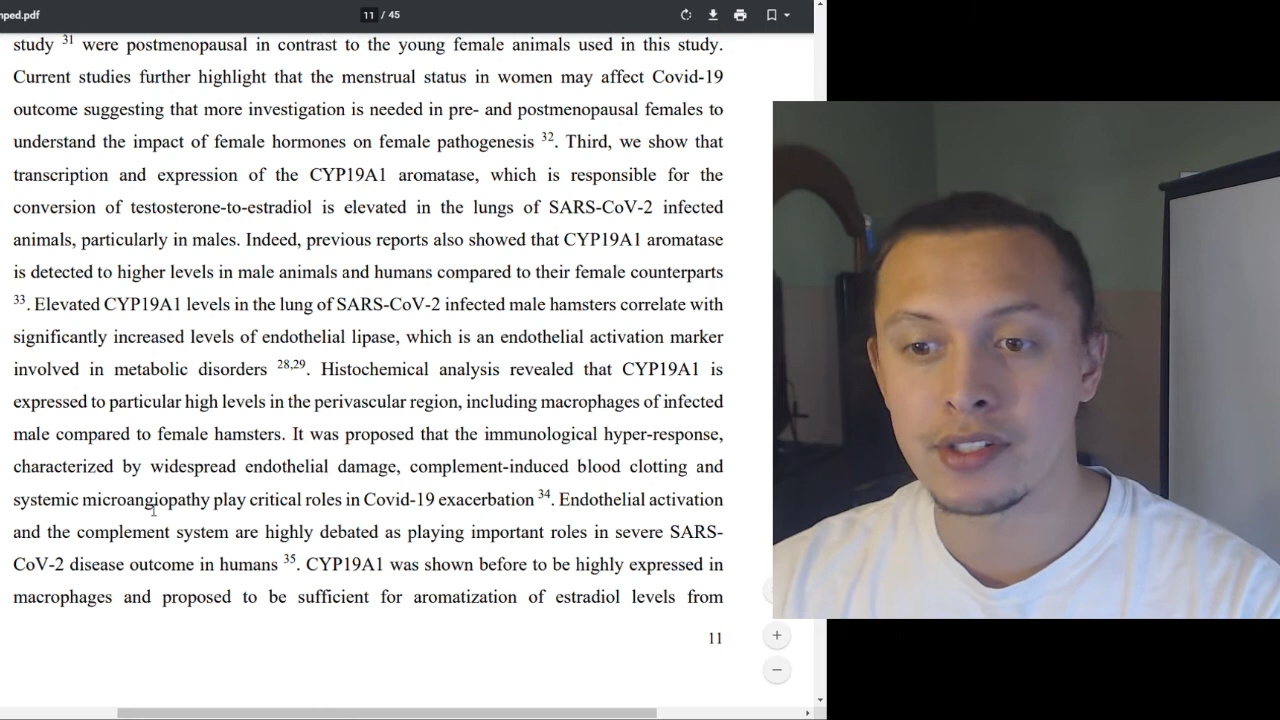 nped.pdf
11 / 45
study 31 were postmenopausal in contrast to the young female animals used in this study.
Current studies further highlight that the menstrual status in women may affect Covid-19
outcome suggesting that more investigation is needed in pre- and postmenopausal females to
understand the impact of female hormones on female pathogenesis 32. Third, we show that
transcription and expression of the CYP19A1 aromatase, which is responsible for the
conversion of testosterone-to-estradiol is elevated in the lungs of SARS-CoV-2 infected
animals, particularly in males. Indeed, previous reports also showed that CYP19A1 aromatase
is detected to higher levels in male animals and humans compared to their female counterparts
33. Elevated CYP19A1 levels in the lung of SARS-CoV-2 infected male hamsters correlate with
significantly increased levels of endothelial lipase, which is an endothelial activation marker
involved in metabolic disorders 28,29. Histochemical analysis revealed that CYP19A1 is
expressed to particular high levels in the perivascular region, including macrophages of infected
male compared to female hamsters. It was proposed that the immunological hyper-response,
characterized by widespread endothelial damage, complement-induced blood clotting and
systemic microangiopathy play critical roles in Covid-19 exacerbation 34. Endothelial activation
and the complement system are highly debated as playing important roles in severe SARS-
CoV-2 disease outcome in humans 35. CYP19A1 was shown before to be highly expressed in
macrophages and proposed to be sufficient for aromatization of estradiol levels from
11